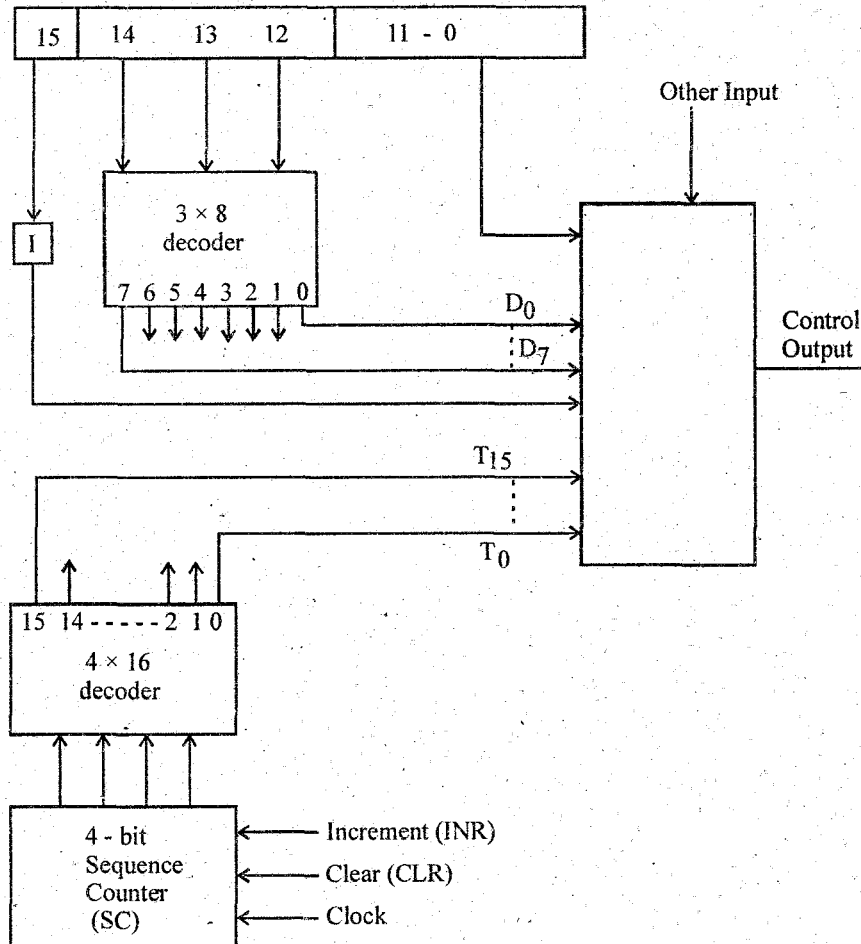 15 14 13 12 11 - 0
Other Input
3 × 8
decoder
I
7 6 5 4 3 2 1 0
D0
D7
Control
Output
T15
T0
15 14 - - - - - 2 1 0
4 × 16
decoder
4 - bit
Sequence
Counter
(SC)
Increment (INR)
Clear (CLR)
Clock